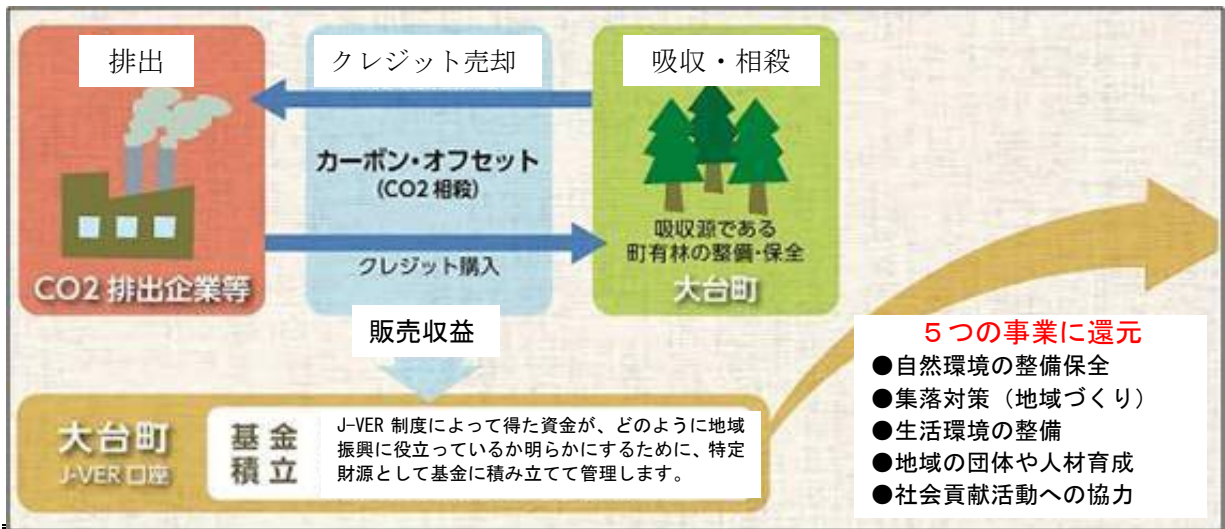 排出
クレジット売却
吸収・相殺
カーボン・オフセット
(CO2 相殺)
クレジット購入
CO2 排出企業等
吸収源である
町有林の整備・保全
大台町
販売収益
大台町
J-VER 口座
基金
積立
J-VER 制度によって得た資金が、どのように地域
振興に役立っているか明らかにするために、特定
財源として基金に積み立てて管理します。
５つの事業に還元
●自然環境の整備保全
●集落対策（地域づくり）
●生活環境の整備
●地域の団体や人材育成
●社会貢献活動への協力